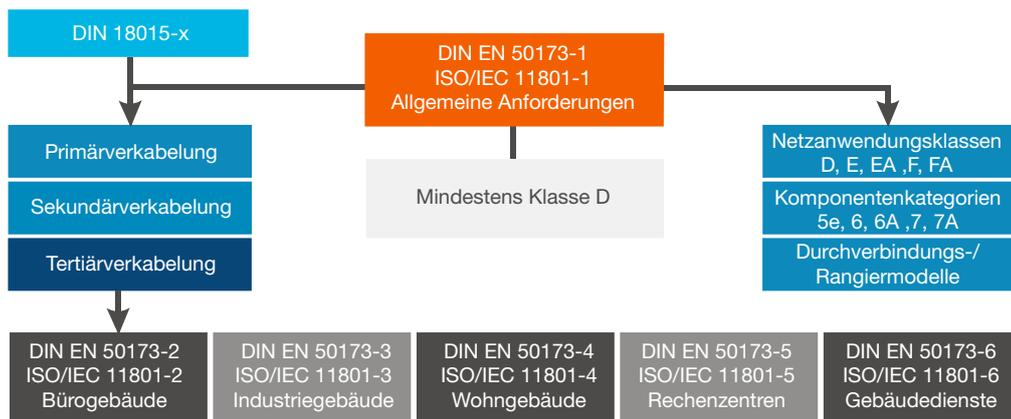 DIN 18015-x
DIN EN 50173-1
ISO/IEC 11801-1
Allgemeine Anforderungen
Primärverkabelung
Sekundärverkabelung
Tertiärverkabelung
Mindestens Klasse D
Netzanwendungsklassen
D, E, EA ,F, FA
Komponentenkategorien
5e, 6, 6A ,7, 7A
Durchverbindungs-/
Rangiermodelle
DIN EN 50173-2
ISO/IEC 11801-2
Bürogebäude
DIN EN 50173-3
ISO/IEC 11801-3
Industriegebäude
DIN EN 50173-4
ISO/IEC 11801-4
Wohngebäude
DIN EN 50173-5
ISO/IEC 11801-5
Rechenzentren
DIN EN 50173-6
ISO/IEC 11801-6
Gebäudedienste